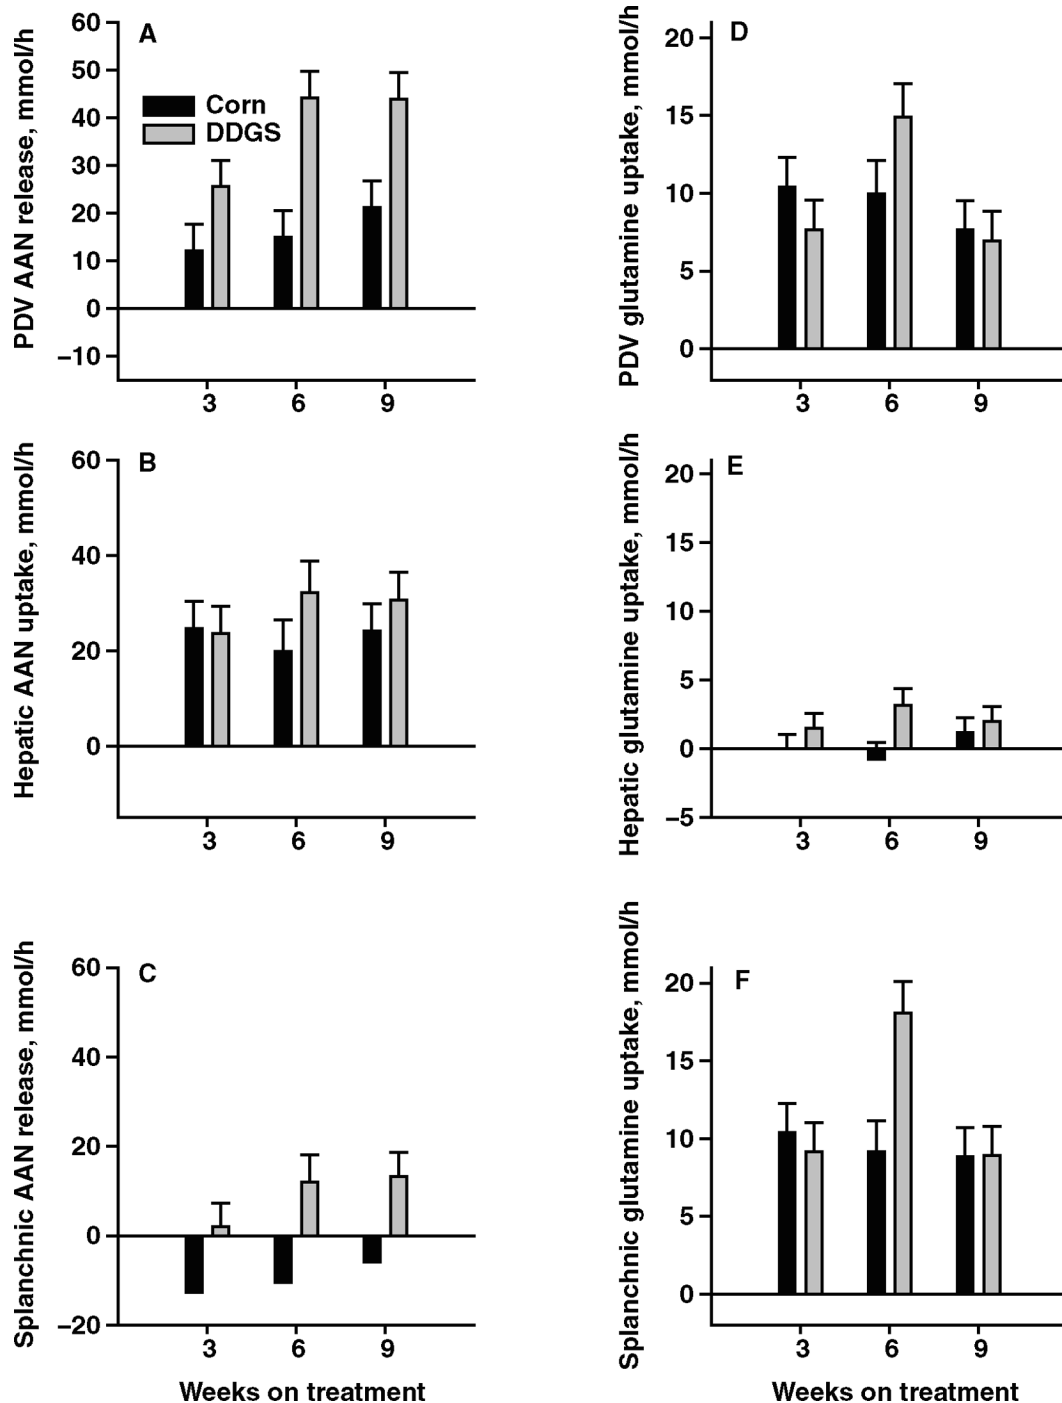 A
PDV AAN release, mmol/h
60
50
40
30
20
10
0
−10
Corn
DDGS
3 6 9
D
PDV glutamine uptake, mmol/h
20
15
10
5
0
3 6 9
B
Hepatic AAN uptake, mmol/h
60
40
20
0
3 6 9
E
Hepatic glutamine uptake, mmol/h
20
15
10
5
0
−5
3 6 9
C
Splanchnic AAN release, mmol/h
60
40
20
0
−20
3 6 9
Weeks on treatment
F
Splanchnic glutamine uptake, mmol/h
20
15
10
5
0
3 6 9
Weeks on treatment